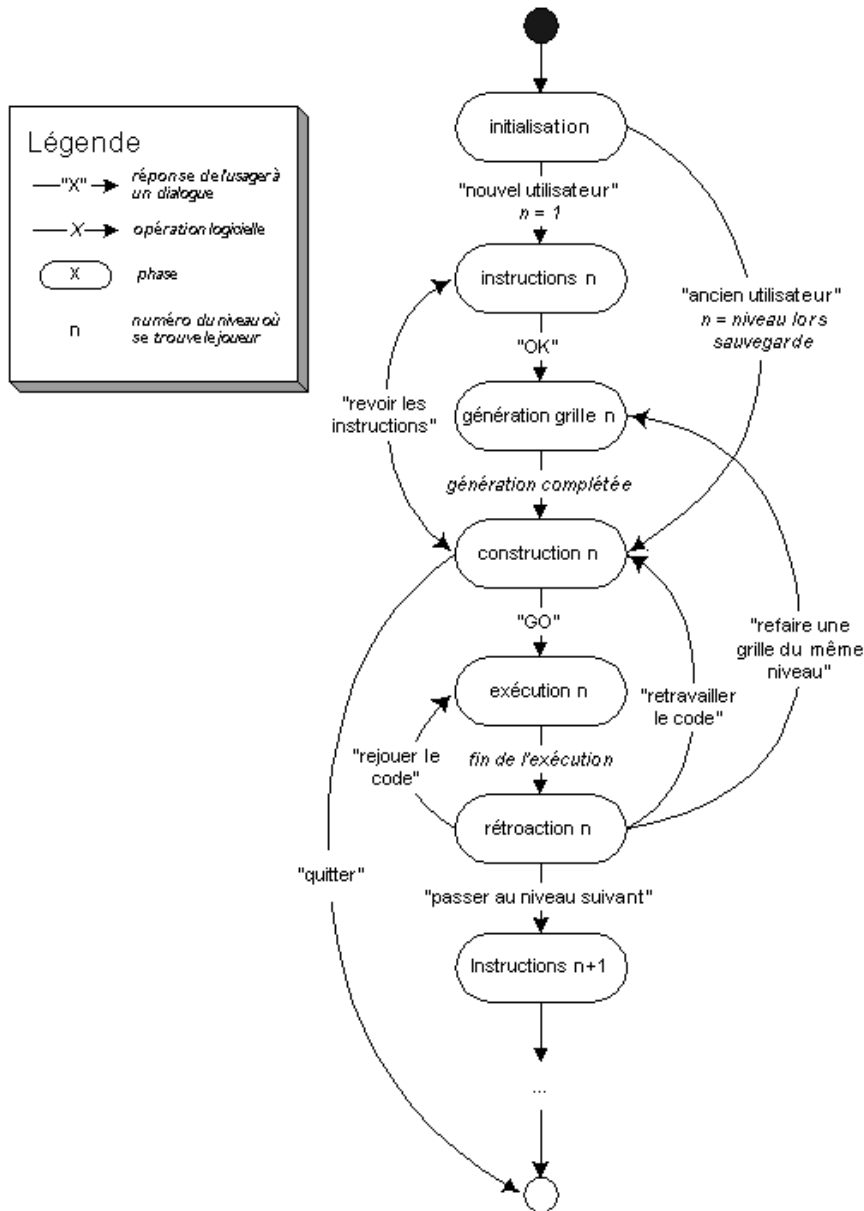 Légende
"X"
réponse de l'usager à
un dialogue
X
opération logicielle
X
phase
n
numéro du niveau où
se trouve le joueur
initialisation
"nouvel utilisateur"
n = 1
instructions n
"ancien utilisateur"
n = niveau lors
sauvegarde
"OK"
"revoir les
instructions"
génération grille n
génération complétée
construction n
"GO"
"refaire une
grille du même
niveau"
exécution n
"retravailler
le code"
"rejouer le
code"
fin de l'exécution
rétroaction n
"quitter"
"passer au niveau suivant"
Instructions n+1
...